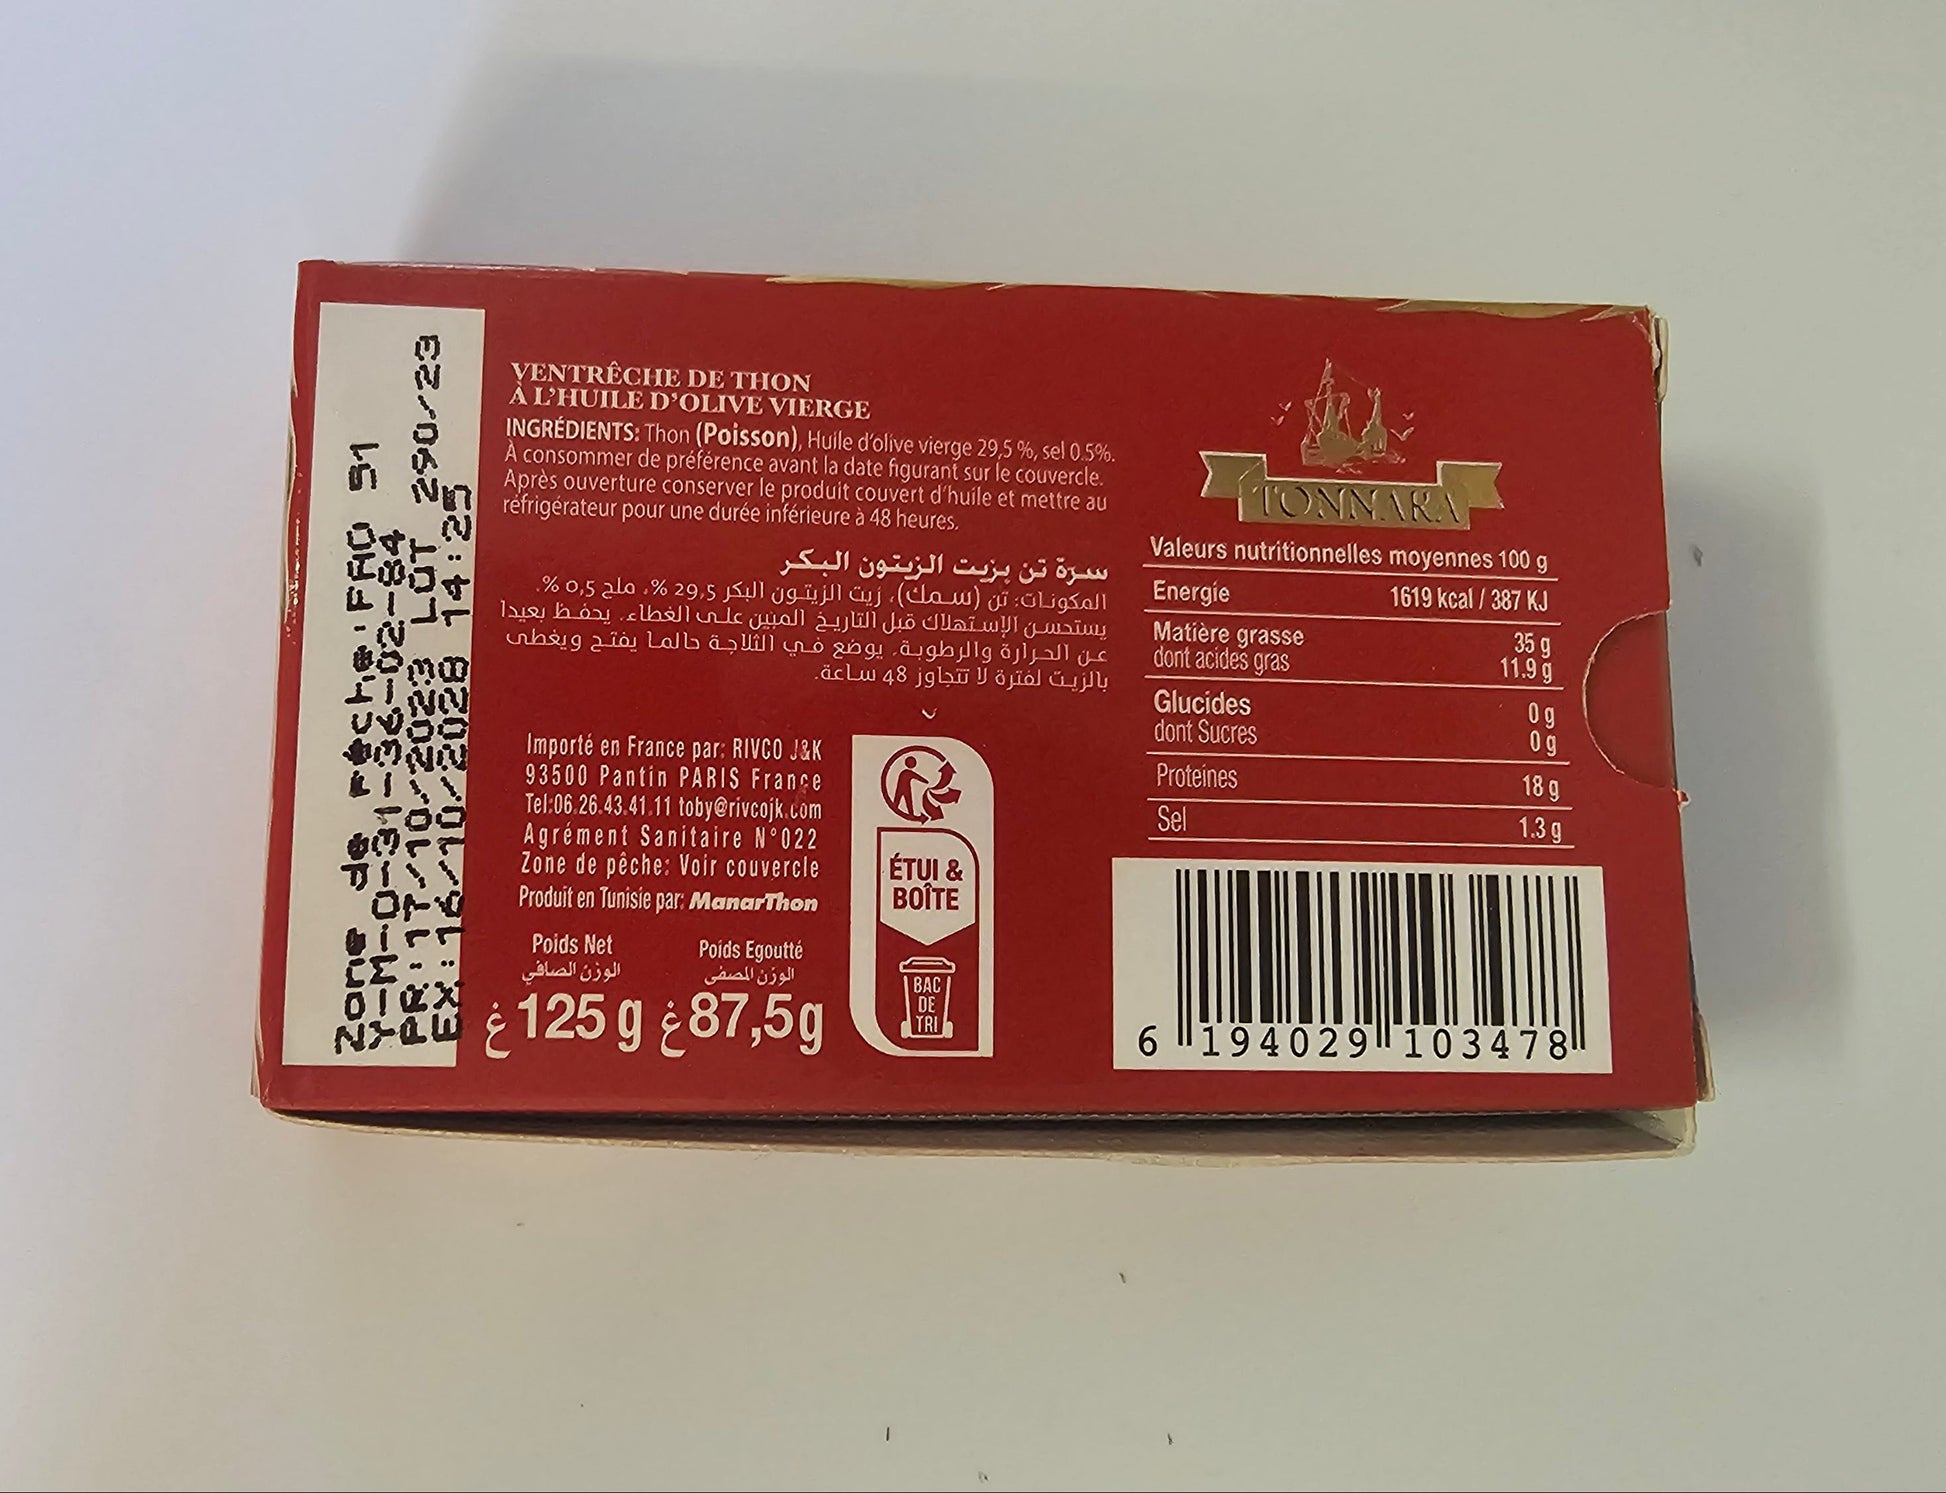 Zone de pêche:FAO 31
Y-M-O-31-36-02-84
PR:17/10/2023 LOT 290/23
EX:16/10/2028 14:25
VENTRÊCHE DE THON
À L'HUILE D'OLIVE VIERGE
INGRÉDIENTS: Thon (Poisson), Huile d'olive vierge 29,5 %, sel 0.5%.
À consommer de préférence avant la date figurant sur le couvercle.
Après ouverture conserver le produit couvert d'huile et mettre au
réfrigérateur pour une durée inférieure à 48 heures.
سرة تن بزيت الزيتون البكر
المكونات: تن (سمك)، زيت الزيتون البكر 29,5 %، ملح 0,5 %.
يستحسن الإستهلاك قبل التاريخ المبين على الغطاء. يحفظ بعيدا
عن الحرارة والرطوبة. يوضع في الثلاجة حالما يفتح ويغطى
بالزيت لفترة لا تتجاوز 48 ساعة.
Importé en France par: RIVCO J&K
93500 Pantin PARIS France
Tel:06.26.43.41.11 toby@rivcojk.com
Agrément Sanitaire N°022
Zone de pêche: Voir couvercle
Produit en Tunisie par: ManarThon
Poids Net Poids Egoutté
الوزن الصافي الوزن المصفى
125 g غ 87,5g غ
ÉTUI &
BOÎTE
BAC
DE
TRI
TONNARA
Valeurs nutritionnelles moyennes 100 g
Energie 1619 kcal / 387 KJ
Matière grasse 35 g
dont acides gras 11.9 g
Glucides 0 g
dont Sucres 0 g
Proteines 18 g
Sel 1.3 g
6 194029 103478